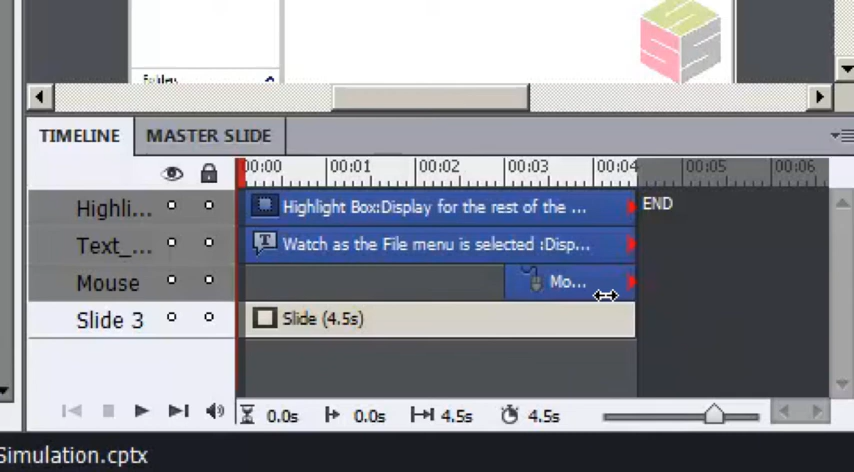 Folders
TIMELINE MASTER SLIDE
00:00 00:01 00:02 00:03 00:04 00:05 00:06
Highli... Highlight Box:Display for the rest of the ... END
Text_... Watch as the File menu is selected :Disp...
Mouse Mo...
Slide 3 Slide (4.5s)
0.0s 0.0s 4.5s 4.5s
Simulation.cptx